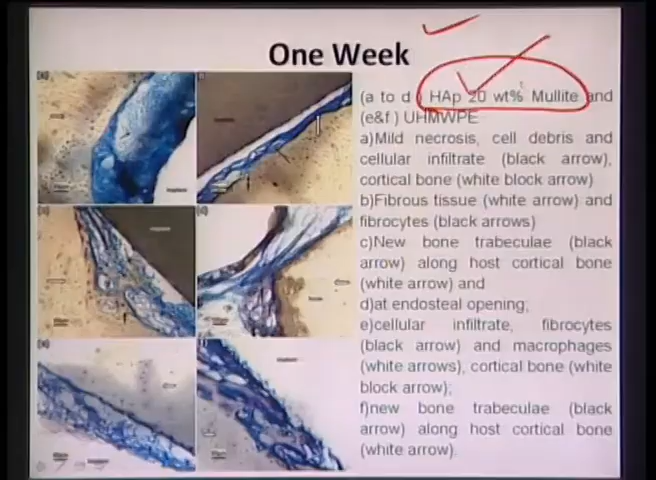 One Week
(a to d ) HAp 20 wt% Mullite and
(e&f ) UHMWPE
a)Mild necrosis, cell debris and
cellular infiltrate (black arrow),
cortical bone (white block arrow)
b)Fibrous tissue (white arrow) and
fibrocytes (black arrows)
c)New bone trabeculae (black
arrow) along host cortical bone
(white arrow) and
d)at endosteal opening;
e)cellular infiltrate, fibrocytes
(black arrow) and macrophages
(white arrows), cortical bone (white
block arrow);
f)new bone trabeculae (black
arrow) along host cortical bone
(white arrow).